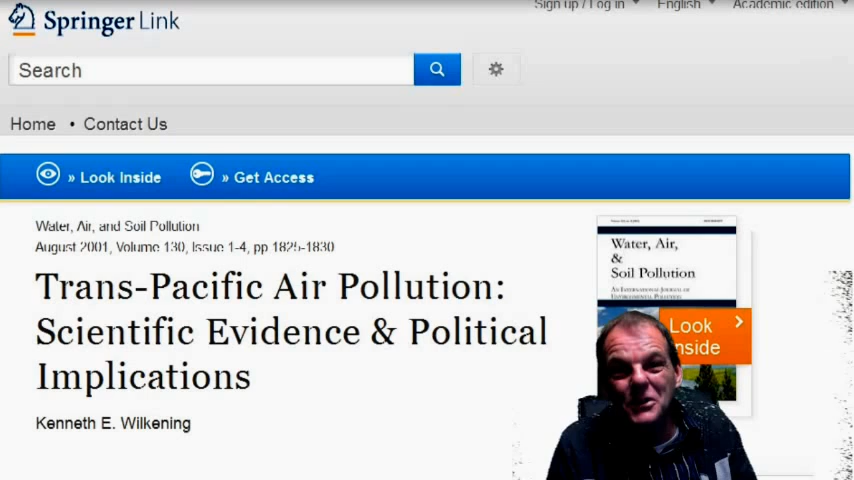 Sign up / Log in English Academic edition
Springer Link
Search
Home • Contact Us
» Look Inside » Get Access
Water, Air, and Soil Pollution
August 2001, Volume 130, Issue 1-4, pp 1825-1830
Trans-Pacific Air Pollution:
Scientific Evidence & Political
Implications
Kenneth E. Wilkening
Water, Air,
&
Soil Pollution
An International Journal of
Environmental Pollution
Look
Inside